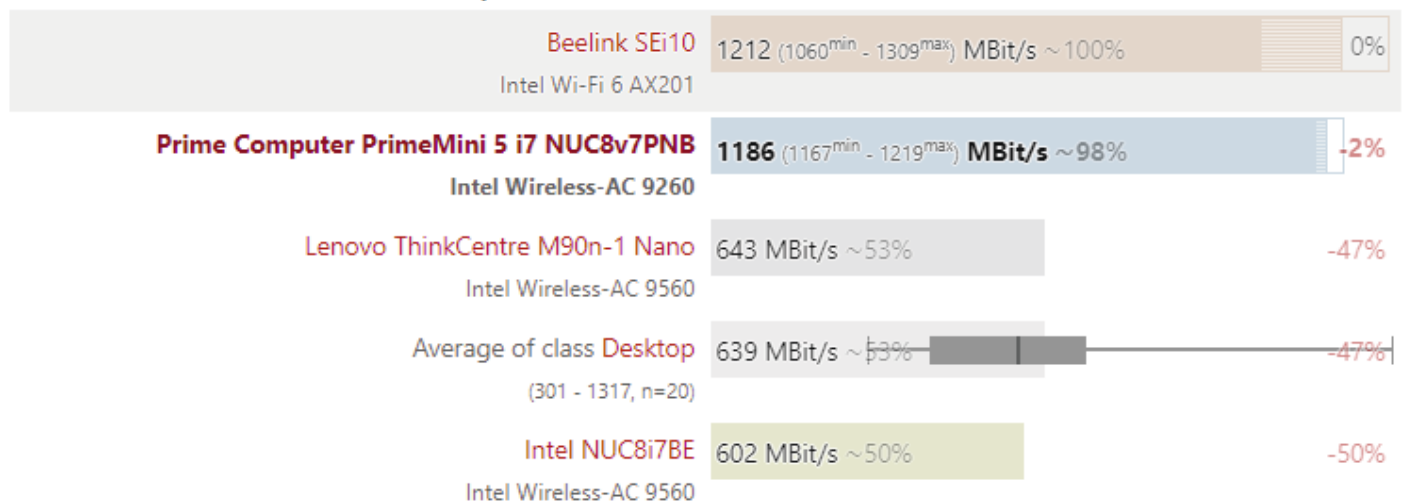 Beelink SEi10 1212 (1060min - 1309max) MBit/s ~100% 0%
Intel Wi-Fi 6 AX201
Prime Computer PrimeMini 5 i7 NUC8v7PNB 1186 (1167min - 1219max) MBit/s ~98% -2%
Intel Wireless-AC 9260
Lenovo ThinkCentre M90n-1 Nano 643 MBit/s ~53% -47%
Intel Wireless-AC 9560
Average of class Desktop 639 MBit/s ~53% -47%
(301 - 1317, n=20)
Intel NUC8i7BE 602 MBit/s ~50% -50%
Intel Wireless-AC 9560